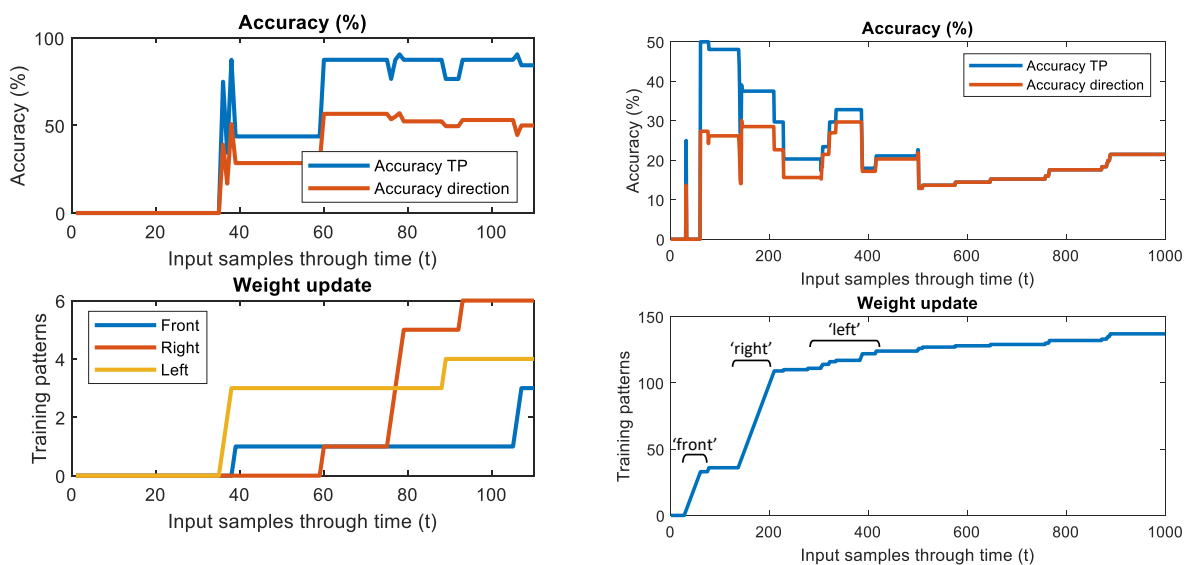 Accuracy (%)
100
50
0
Accuracy (%)
Accuracy TP
Accuracy direction
0 20 40 60 80 100
Input samples through time (t)
Weight update
6
4
2
0
Training patterns
Front
Right
Left
0 20 40 60 80 100
Input samples through time (t)
Accuracy (%)
50
40
30
20
10
0
Accuracy (%)
Accuracy TP
Accuracy direction
0 200 400 600 800 1000
Input samples through time (t)
Weight update
150
100
50
0
Training patterns
'front'
'right'
'left'
0 200 400 600 800 1000
Input samples through time (t)